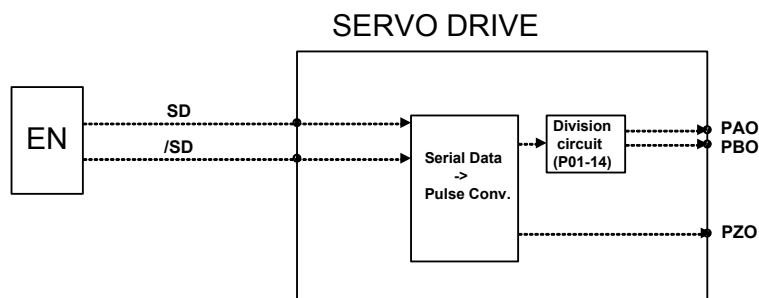 SERVO DRIVE
EN
SD
/SD
Serial Data
->
Pulse Conv.
Division
circuit
(P01-14)
PAO
PBO
PZO